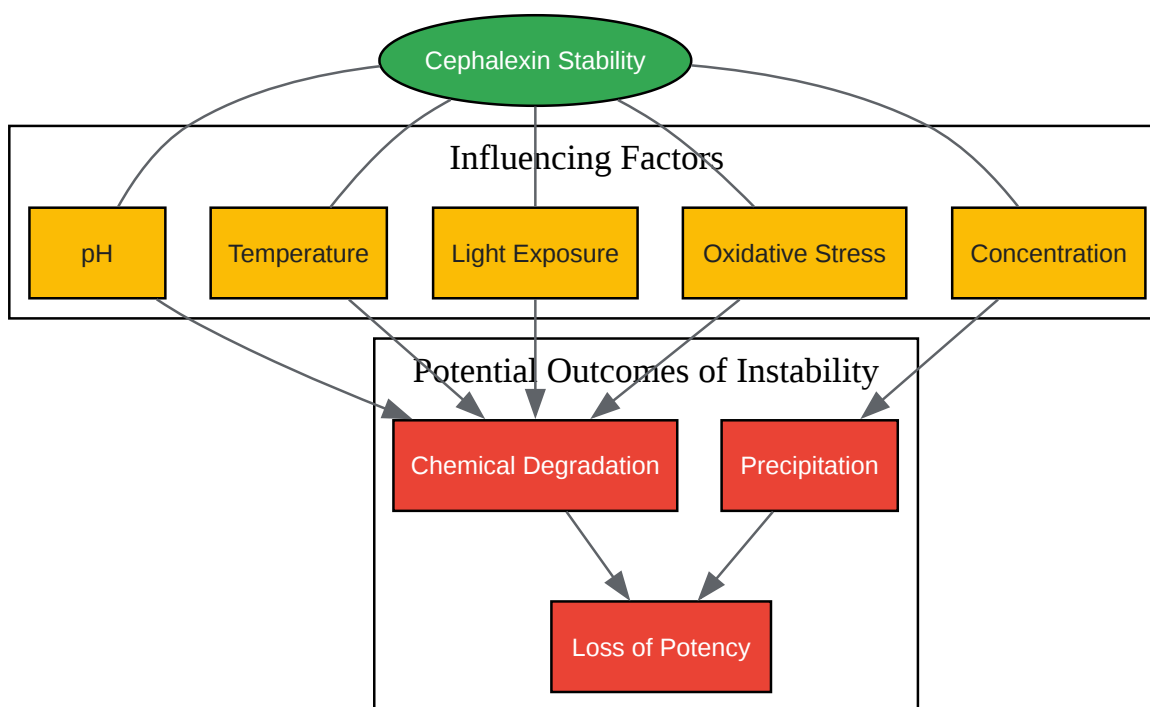 Cephalexin Stability
Influencing Factors
pH
Temperature
Light Exposure
Oxidative Stress
Concentration
Potential Outcomes of Instability
Chemical Degradation
Precipitation
Loss of Potency